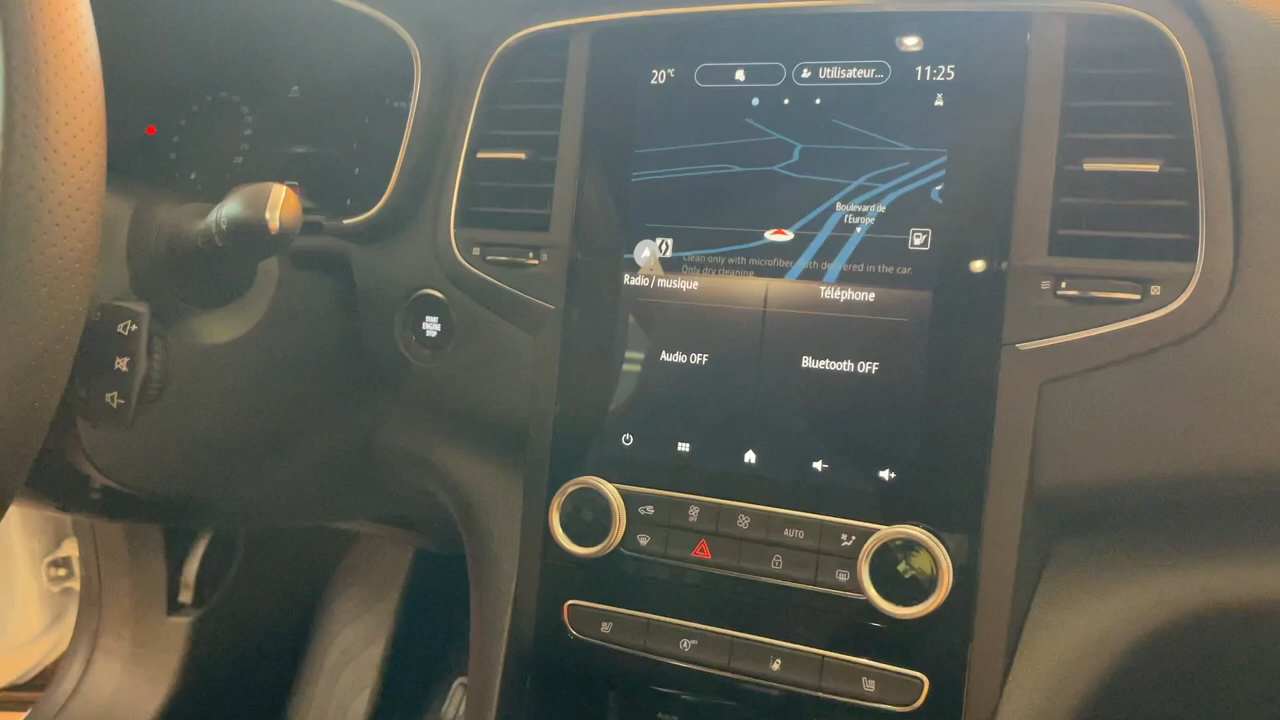 20°C
Utilisateur...
11:25
Boulevard de
l'Europe
Clean only with microfiber cloth delivered in the car.
Only dry cleaning
Radio / musique
Téléphone
START
ENGINE
STOP
Audio OFF
Bluetooth OFF
AUTO
OFF